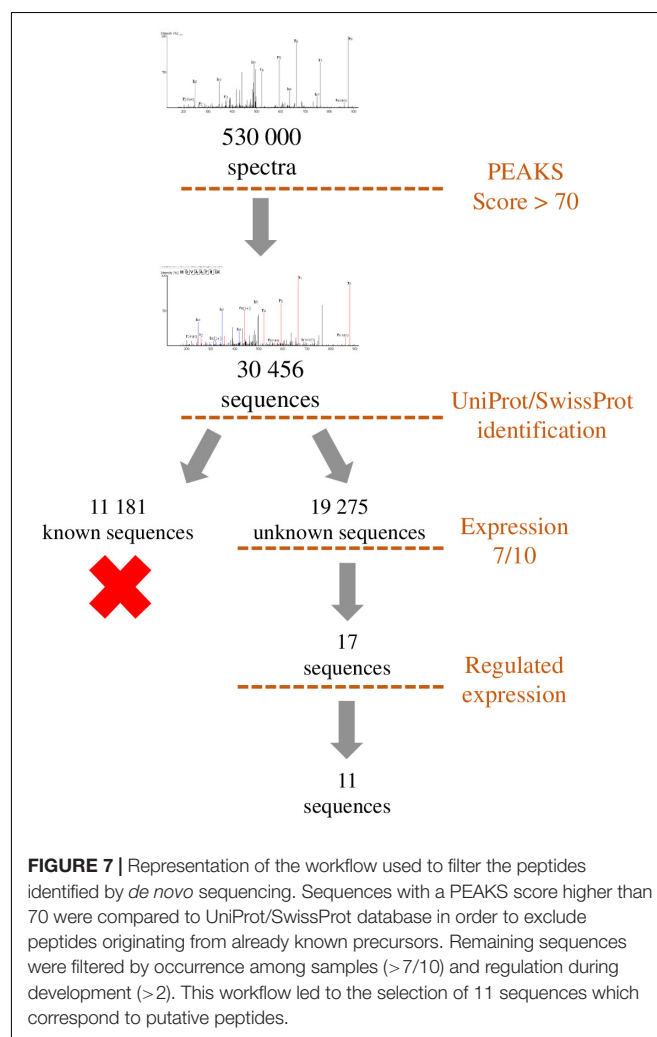 530 000
spectra
PEAKS
Score > 70
30 456
sequences
UniProt/SwissProt
identification
11 181
known sequences
19 275
unknown sequences
Expression
7/10
17
sequences
Regulated
expression
11
sequences
FIGURE 7 | Representation of the workflow used to filter the peptides
identified by de novo sequencing. Sequences with a PEAKS score higher than
70 were compared to UniProt/SwissProt database in order to exclude
peptides originating from already known precursors. Remaining sequences
were filtered by occurrence among samples (>7/10) and regulation during
development (>2). This workflow led to the selection of 11 sequences which
correspond to putative peptides.